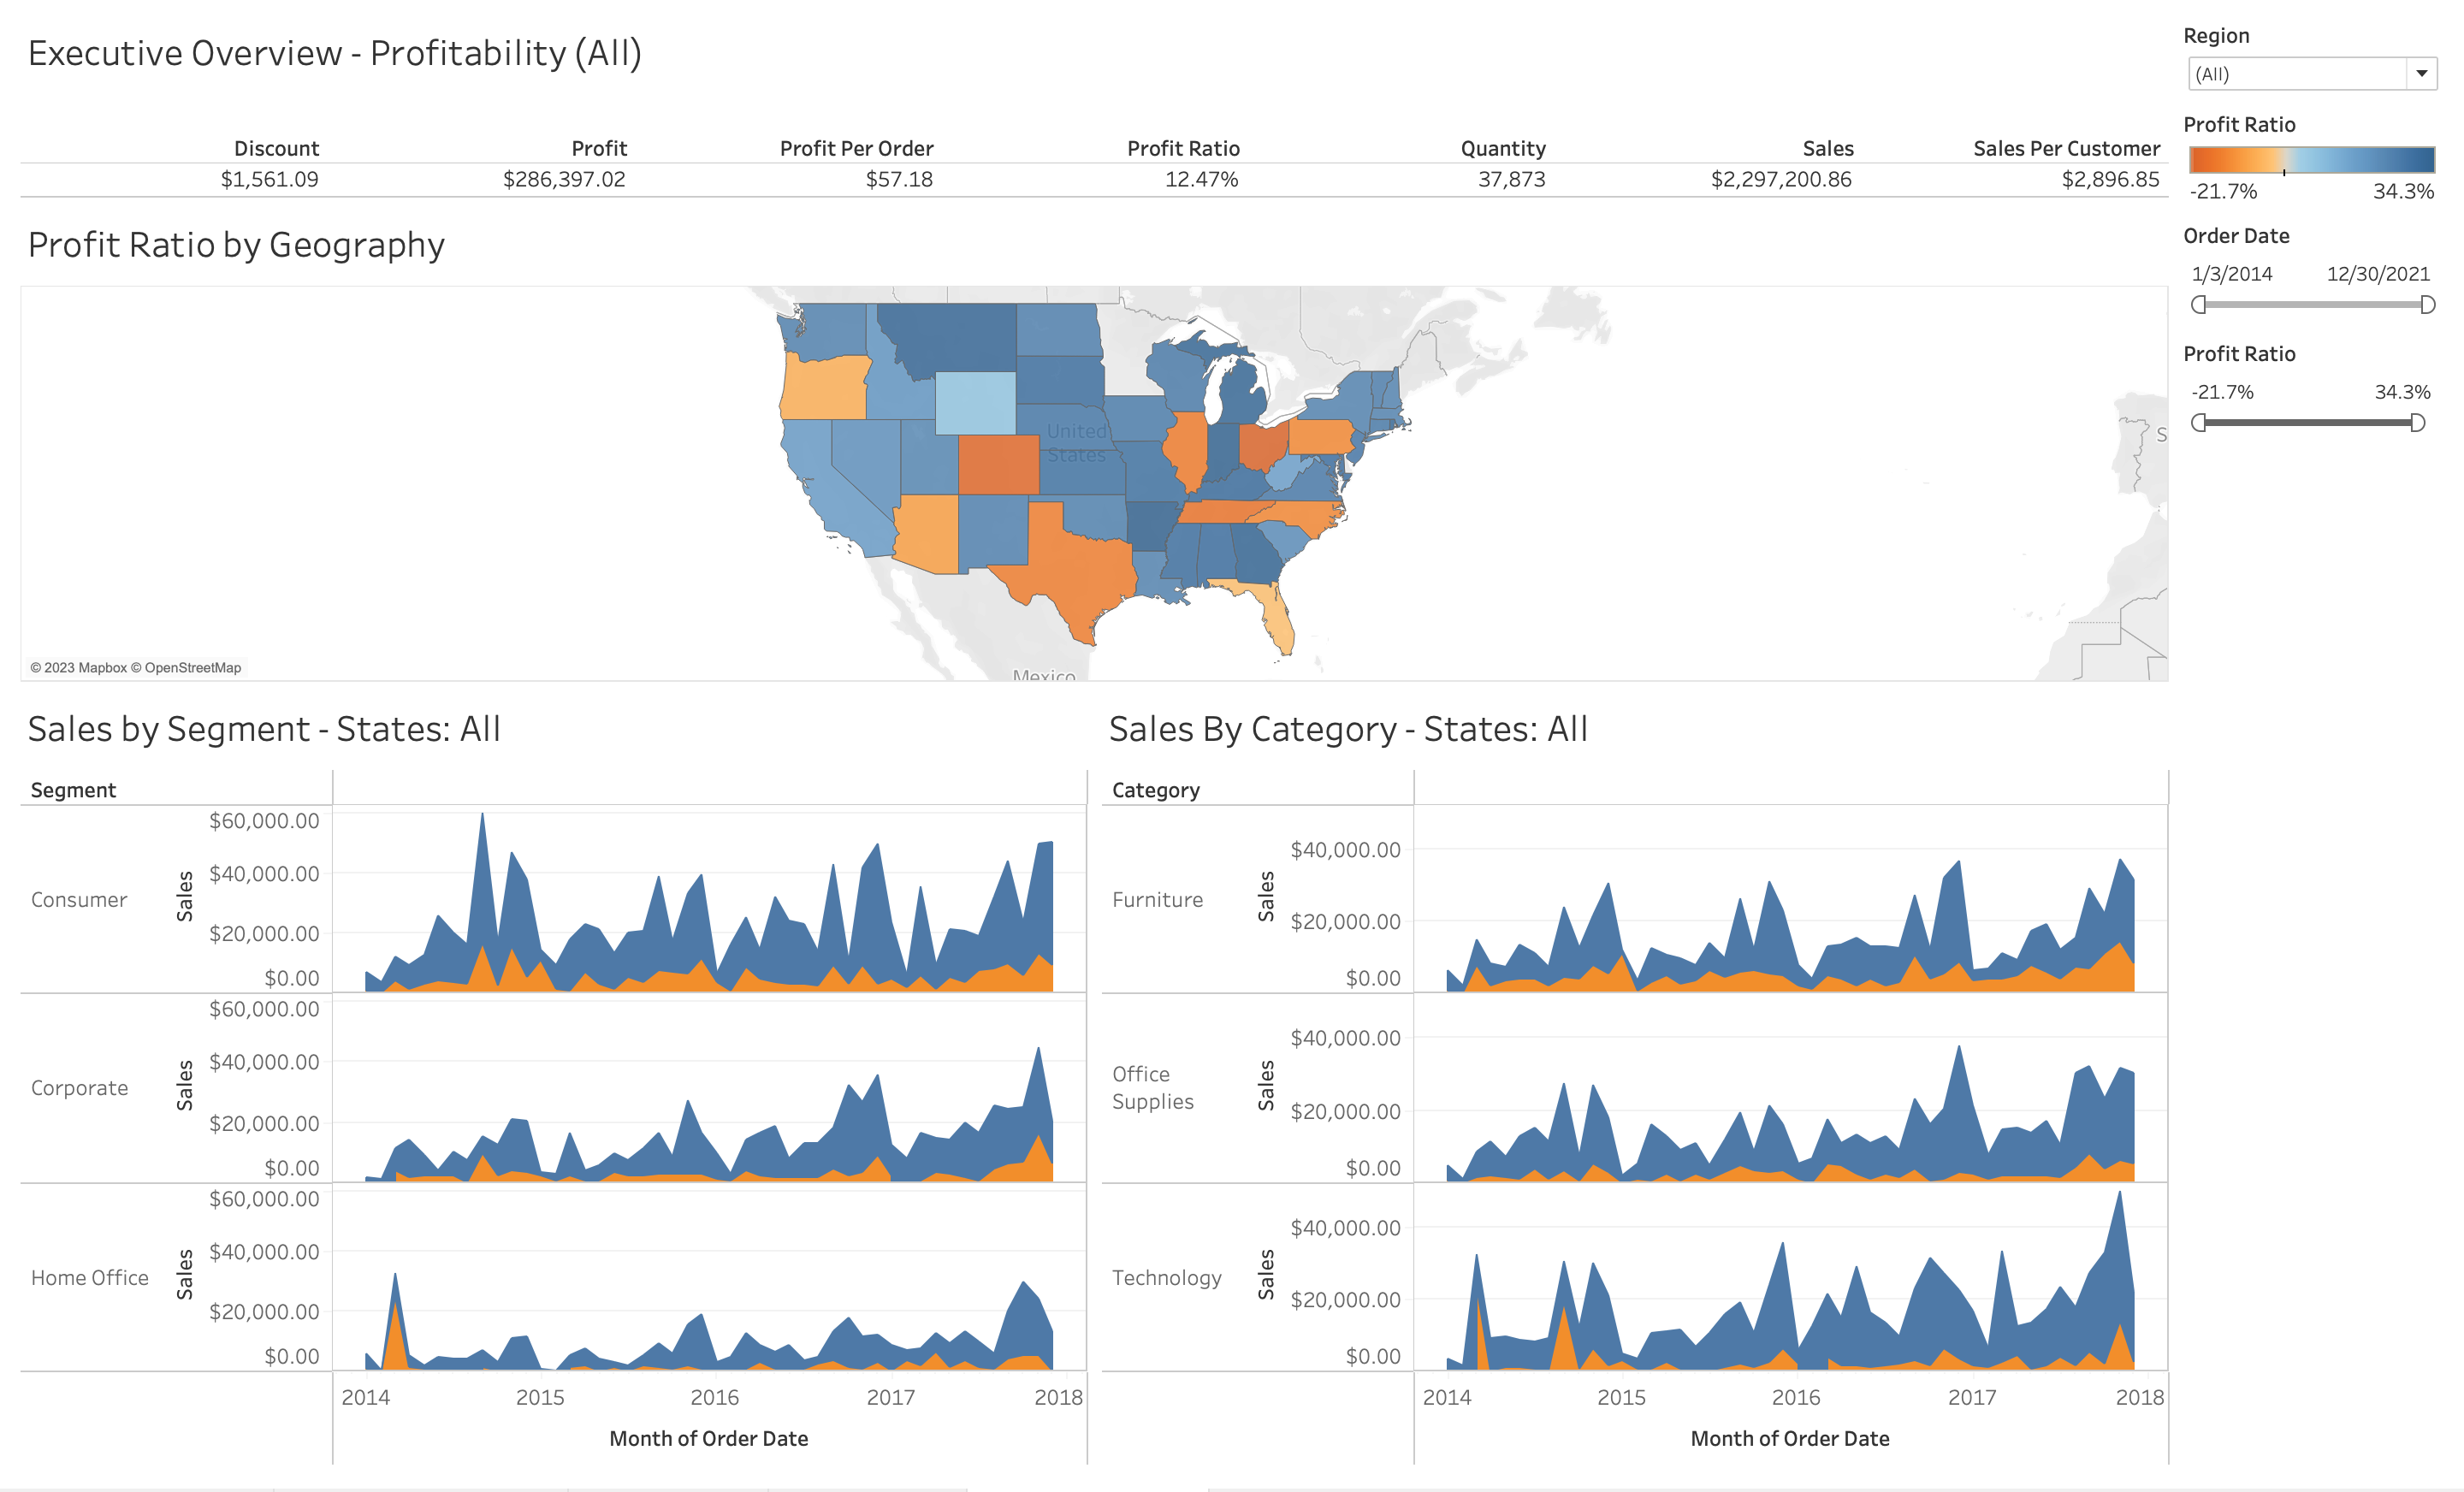 Executive Overview - Profitability (All)
Region
(All)
Profit Ratio
-21.7% 34.3%
Order Date
1/3/2014 12/30/2021
Profit Ratio
-21.7% 34.3%
Discount Profit Profit Per Order Profit Ratio Quantity Sales Sales Per Customer
$1,561.09 $286,397.02 $57.18 12.47% 37,873 $2,297,200.86 $2,896.85
Profit Ratio by Geography
United
States
Mexico
S
© 2023 Mapbox © OpenStreetMap
Sales by Segment - States: All
Segment
Consumer
Sales
$60,000.00
$40,000.00
$20,000.00
$0.00
Corporate
Sales
$60,000.00
$40,000.00
$20,000.00
$0.00
Home Office
Sales
$60,000.00
$40,000.00
$20,000.00
$0.00
2014 2015 2016 2017 2018
Month of Order Date
Sales By Category - States: All
Category
Furniture
Sales
$40,000.00
$20,000.00
$0.00
Office
Supplies
Sales
$40,000.00
$20,000.00
$0.00
Technology
Sales
$40,000.00
$20,000.00
$0.00
2014 2015 2016 2017 2018
Month of Order Date